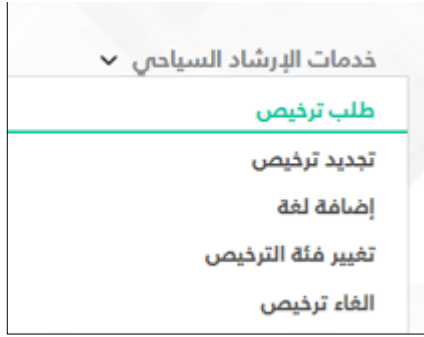 خدمات الإرشاد السياحي
طلب ترخيص
تجديد ترخيص
إضافة لغة
تغيير فئة الترخيص
الغاء ترخيص